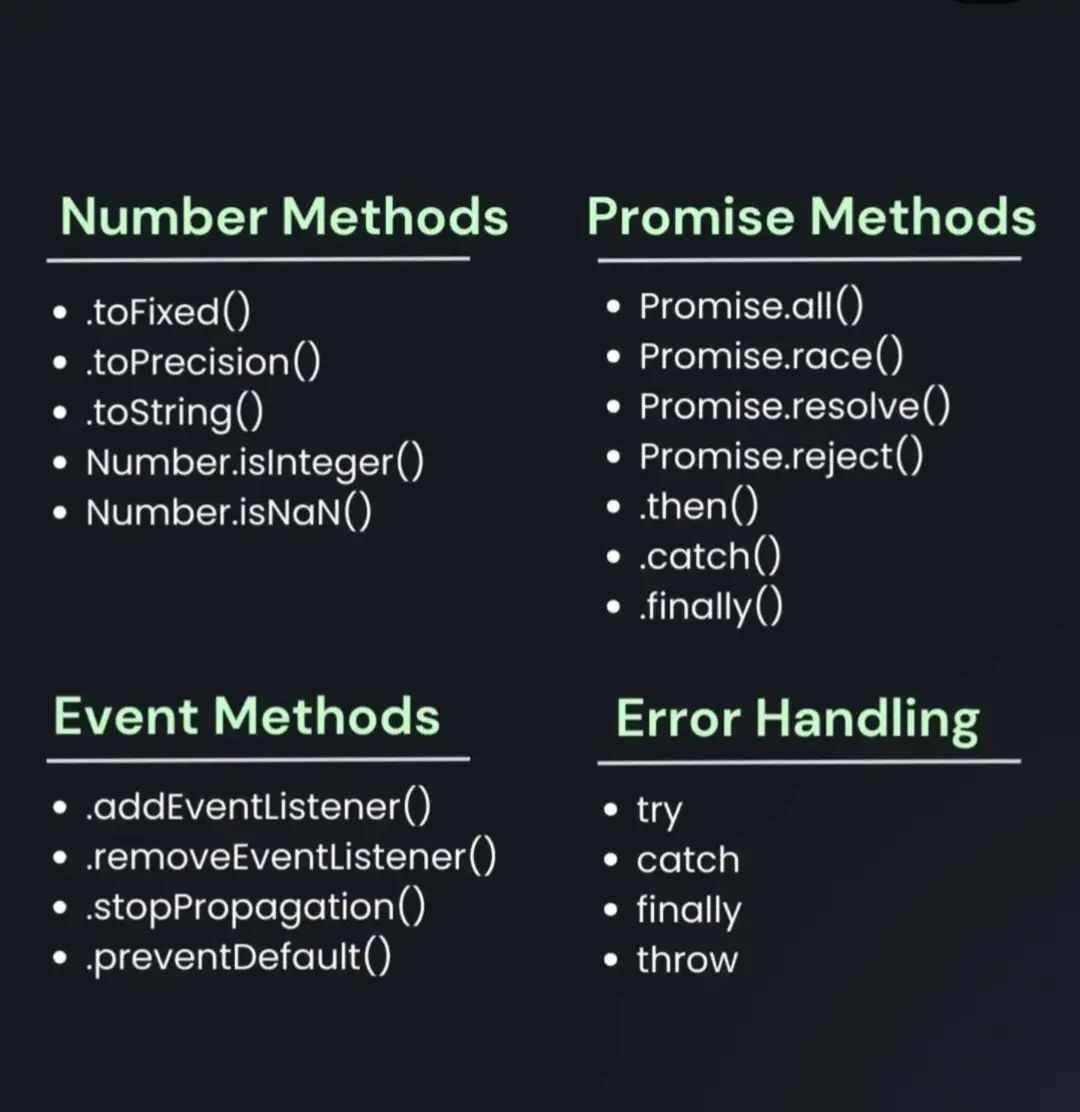 Number Methods
.toFixed()
.toPrecision()
.toString()
Number.isInteger()
Number.isNaN()
Promise Methods
Promise.all()
Promise.race()
Promise.resolve()
Promise.reject()
.then()
.catch()
.finally()
Event Methods
.addEventListener()
.removeEventListener()
.stopPropagation()
.preventDefault()
Error Handling
try
catch
finally
throw